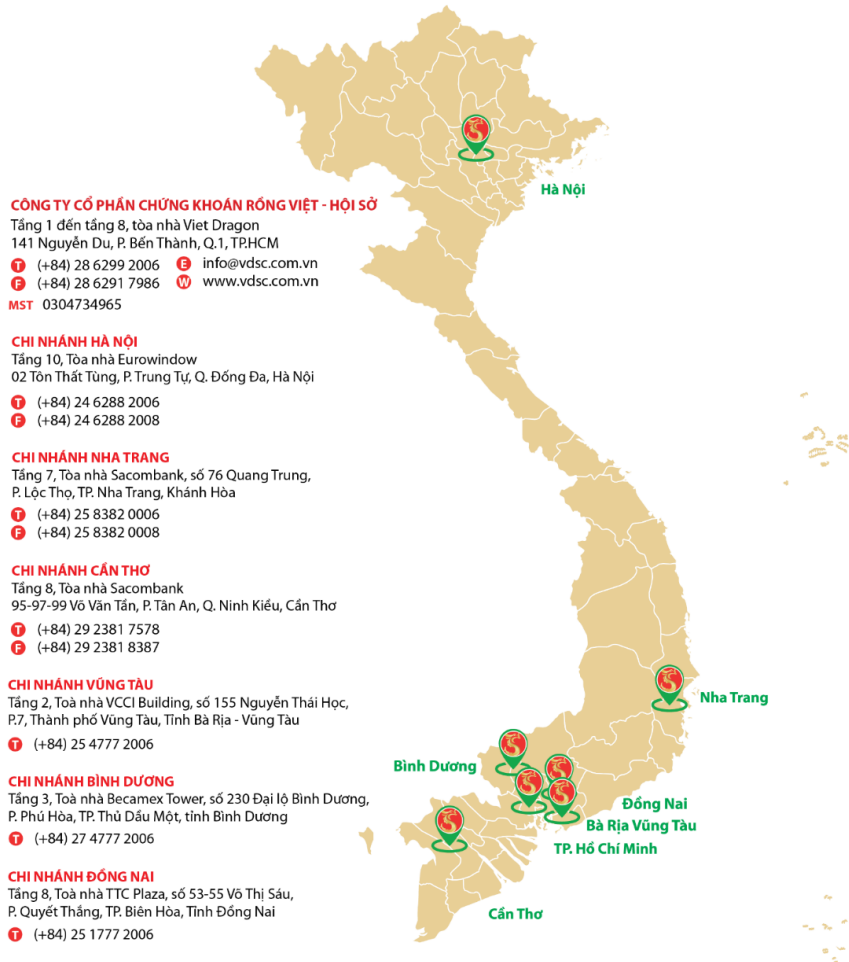 CÔNG TY CỔ PHẦN CHỨNG KHOÁN RỒNG VIỆT - HỘI SỞ
Tầng 1 đến tầng 8, tòa nhà Viet Dragon
141 Nguyễn Du, P. Bến Thành, Q.1, TP.HCM
T (+84) 28 6299 2006 E info@vdsc.com.vn
F (+84) 28 6291 7986 W www.vdsc.com.vn
MST 0304734965
CHI NHÁNH HÀ NỘI
Tầng 10, Tòa nhà Eurowindow
02 Tôn Thất Tùng, P. Trung Tự, Q. Đống Đa, Hà Nội
T (+84) 24 6288 2006
F (+84) 24 6288 2008
CHI NHÁNH NHA TRANG
Tầng 7, Tòa nhà Sacombank, số 76 Quang Trung,
P. Lộc Thọ, TP. Nha Trang, Khánh Hòa
T (+84) 25 8382 0006
F (+84) 25 8382 0008
CHI NHÁNH CẦN THƠ
Tầng 8, Tòa nhà Sacombank
95-97-99 Võ Văn Tần, P. Tân An, Q. Ninh Kiều, Cần Thơ
T (+84) 29 2381 7578
F (+84) 29 2381 8387
CHI NHÁNH VŨNG TÀU
Tầng 2, Toà nhà VCCI Building, số 155 Nguyễn Thái Học,
P.7, Thành phố Vũng Tàu, Tỉnh Bà Rịa - Vũng Tàu
T (+84) 25 4777 2006
CHI NHÁNH BÌNH DƯƠNG
Tầng 3, Toà nhà Becamex Tower, số 230 Đại lộ Bình Dương,
P. Phú Hòa, TP. Thủ Dầu Một, tỉnh Bình Dương
T (+84) 27 4777 2006
CHI NHÁNH ĐỒNG NAI
Tầng 8, Toà nhà TTC Plaza, số 53-55 Võ Thị Sáu,
P. Quyết Thắng, TP. Biên Hòa, Tỉnh Đồng Nai
T (+84) 25 1777 2006
Hà Nội
Nha Trang
Bình Dương
Đồng Nai
Bà Rịa Vũng Tàu
TP. Hồ Chí Minh
Cần Thơ